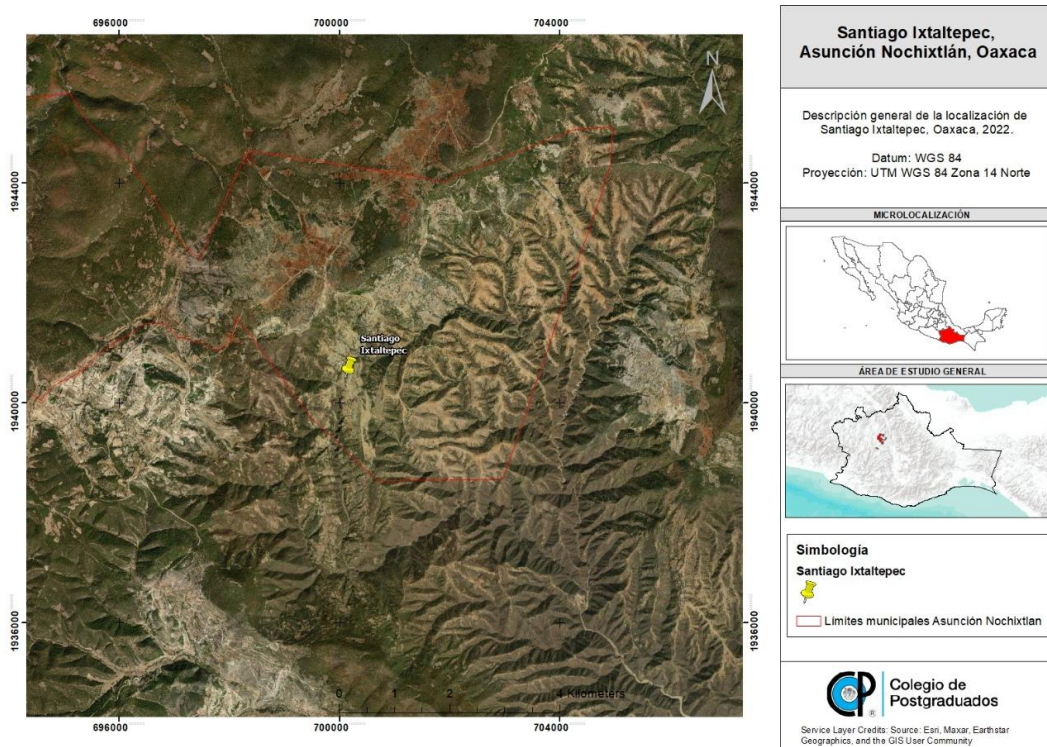 696000
700000
704000
N
1944000
1944000
Santiago
Ixtaltepec
1940000
1940000
1936000
1936000
0 1 2 4 Kilometers
696000
700000
704000
Santiago Ixtaltepec,
Asunción Nochixtlán, Oaxaca
Descripción general de la localización de
Santiago Ixtaltepec, Oaxaca, 2022.
Datum: WGS 84
Proyección: UTM WGS 84 Zona 14 Norte
MICROLOCALIZACIÓN
ÁREA DE ESTUDIO GENERAL
Simbología
Santiago Ixtaltepec
Límites municipales Asunción Nochixtlan
CP
®
Colegio de
Postgraduados
Service Layer Credits: Source: Esri, Maxar, Earthstar
Geographics, and the GIS User Community